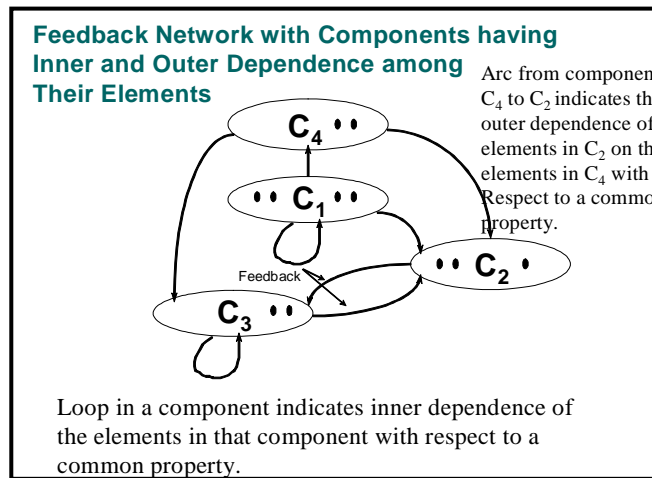 Feedback Network with Components having
Inner and Outer Dependence among
Their Elements
Arc from componen
C₄ to C₂ indicates th
outer dependence of
elements in C₂ on th
elements in C₄ with
Respect to a commo
property.
C₄
C₁
C₂
Feedback
C₃
Loop in a component indicates inner dependence of
the elements in that component with respect to a
common property.